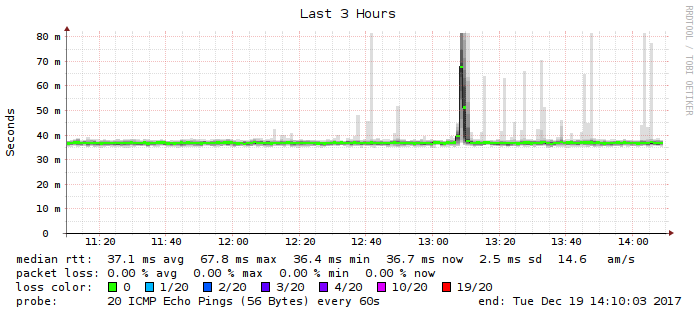 Last 3 Hours
RRDTOOL / TOBI OETIKER
Seconds
80 m
70 m
60 m
50 m
40 m
30 m
20 m
10 m
0
11:20 11:40 12:00 12:20 12:40 13:00 13:20 13:40 14:00
median rtt: 37.1 ms avg 67.8 ms max 36.4 ms min 36.7 ms now 2.5 ms sd 14.6 am/s
packet loss: 0.00 % avg 0.00 % max 0.00 % min 0.00 % now
loss color: 0 1/20 2/20 3/20 4/20 10/20 19/20
probe: 20 ICMP Echo Pings (56 Bytes) every 60s end: Tue Dec 19 14:10:03 2017